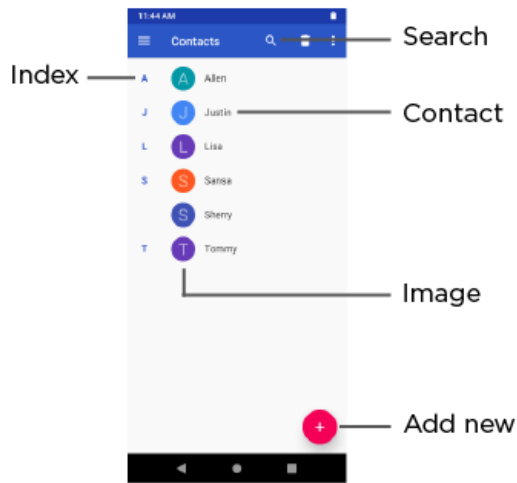 11:44 AM
Contacts
Search
Index
A A Allen
J J Justin
Contact
L L Lisa
S S Sansa
S Sherry
T T Tommy
Image
+
Add new